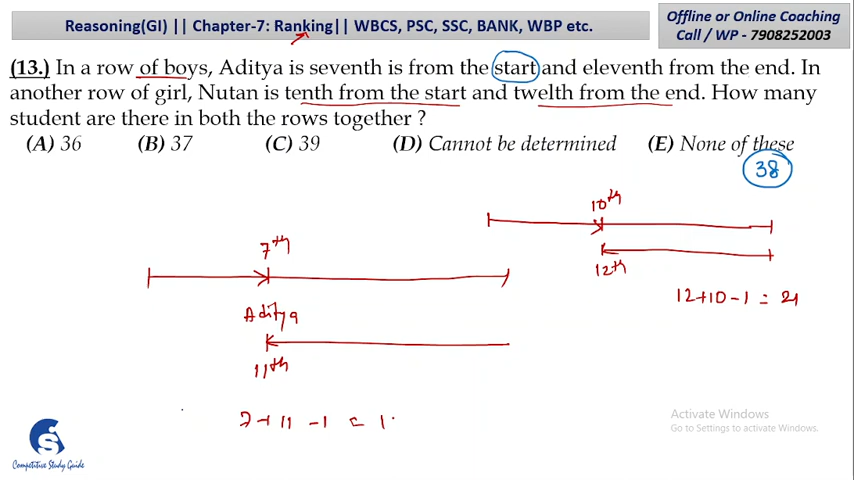 Reasoning(GI) || Chapter-7: Ranking|| WBCS, PSC, SSC, BANK, WBP etc.
Offline or Online Coaching
Call / WP - 7908252003
(13.) In a row of boys, Aditya is seventh is from the start and eleventh from the end. In
another row of girl, Nutan is tenth from the start and twelth from the end. How many
student are there in both the rows together ?
(A) 36 (B) 37 (C) 39 (D) Cannot be determined (E) None of these
38
10th
7th
12th
12+10-1 = 21
Aditya
11th
7+11 -1 = 1
Activate Windows
Go to Settings to activate Windows.
CS
Competitive Study Guide